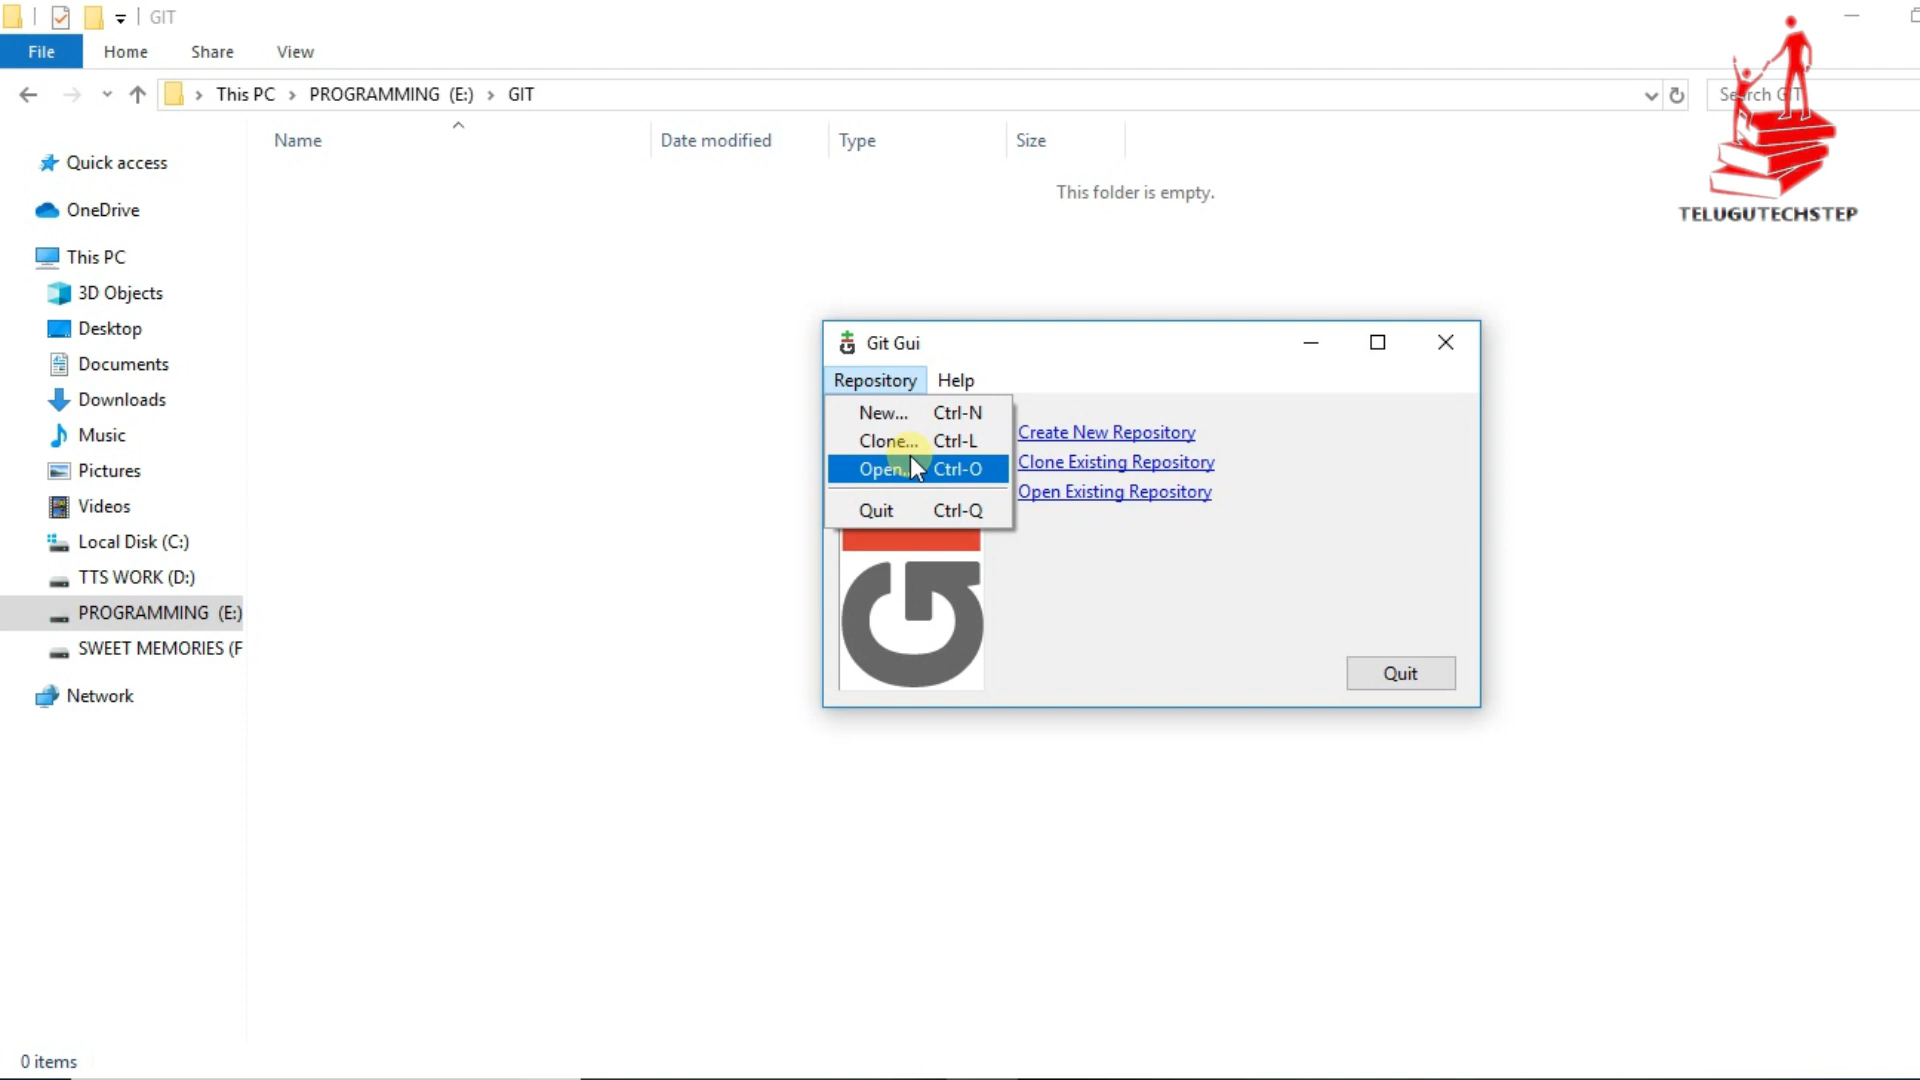 GIT
File Home Share View
This PC PROGRAMMING (E:) GIT
Search GIT
Name Date modified Type Size
This folder is empty.
TELUGUTECHSTEP
Quick access
OneDrive
This PC
3D Objects
Desktop
Documents
Downloads
Music
Pictures
Videos
Local Disk (C:)
TTS WORK (D:)
PROGRAMMING (E:)
SWEET MEMORIES (F
Network
Git Gui
Repository Help
New... Ctrl-N
Clone... Ctrl-L
Open... Ctrl-O
Quit Ctrl-Q
Create New Repository
Clone Existing Repository
Open Existing Repository
G
Quit
0 items